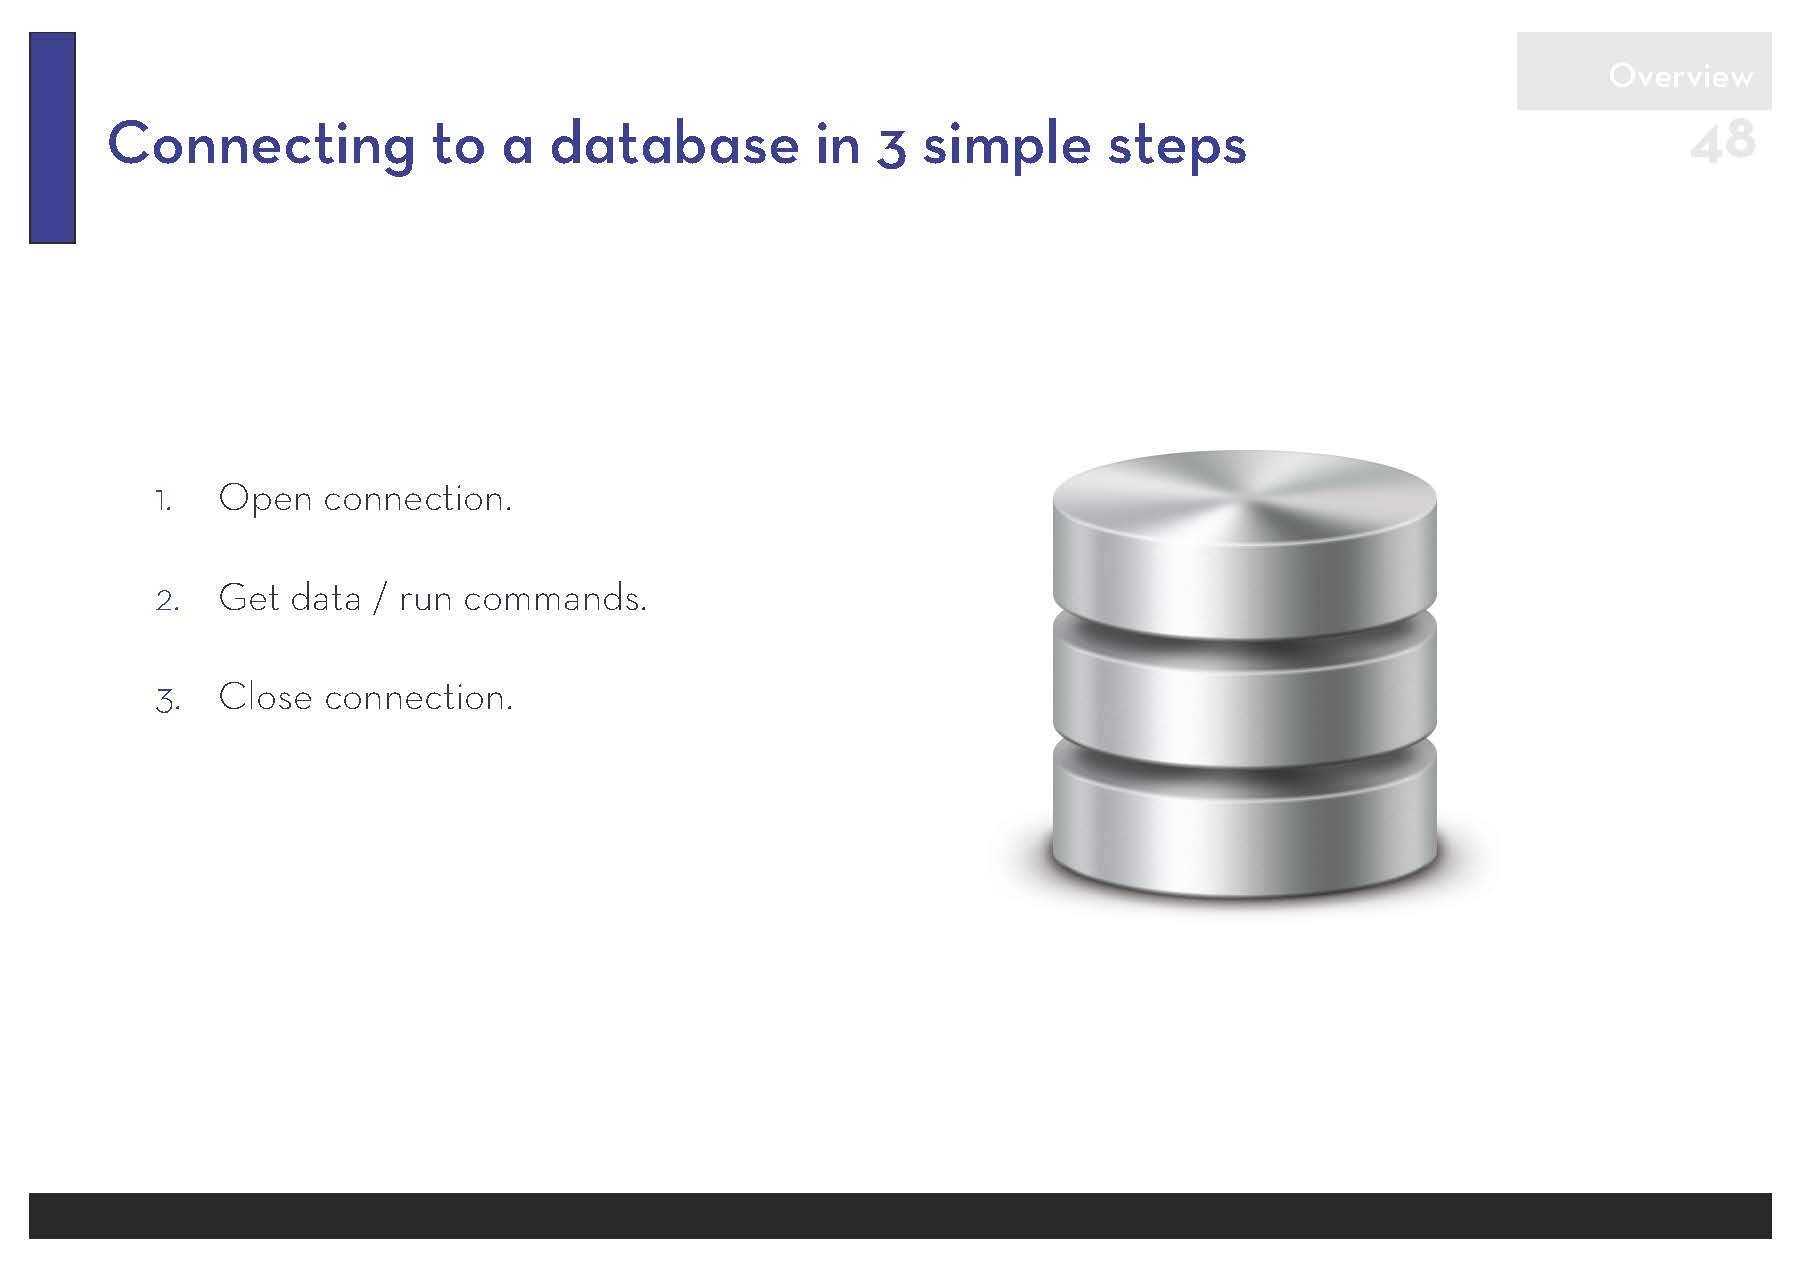 Overview
Connecting to a database in 3 simple steps
48
1. Open connection.
2. Get data / run commands.
3. Close connection.